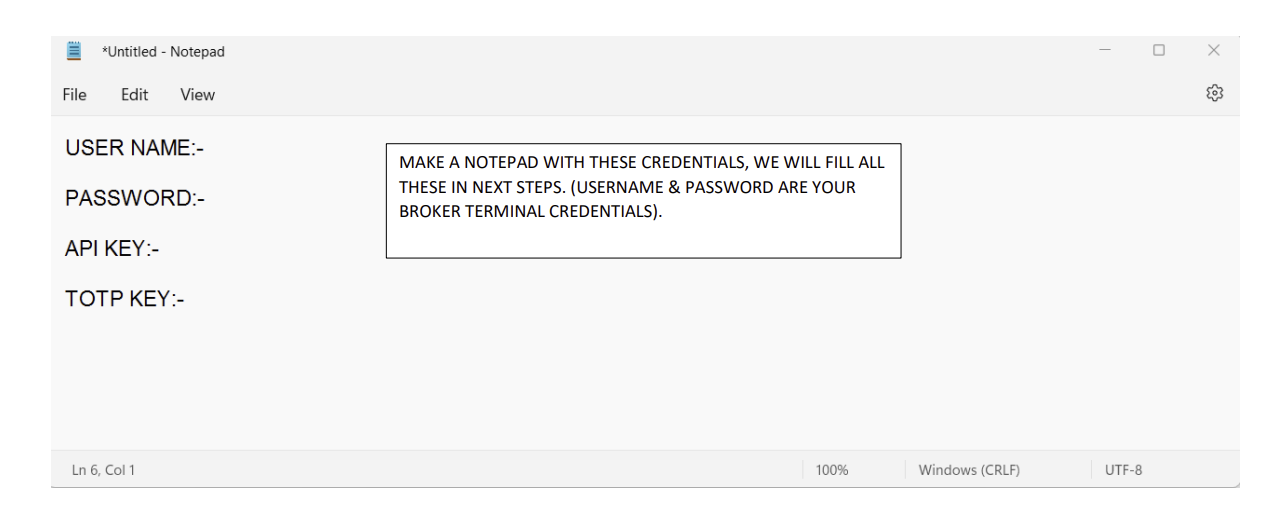 *Untitled - Notepad
File Edit View
USER NAME:-
PASSWORD:-
API KEY:-
TOTP KEY:-
MAKE A NOTEPAD WITH THESE CREDENTIALS, WE WILL FILL ALL
THESE IN NEXT STEPS. (USERNAME & PASSWORD ARE YOUR
BROKER TERMINAL CREDENTIALS).
Ln 6, Col 1 100% Windows (CRLF) UTF-8